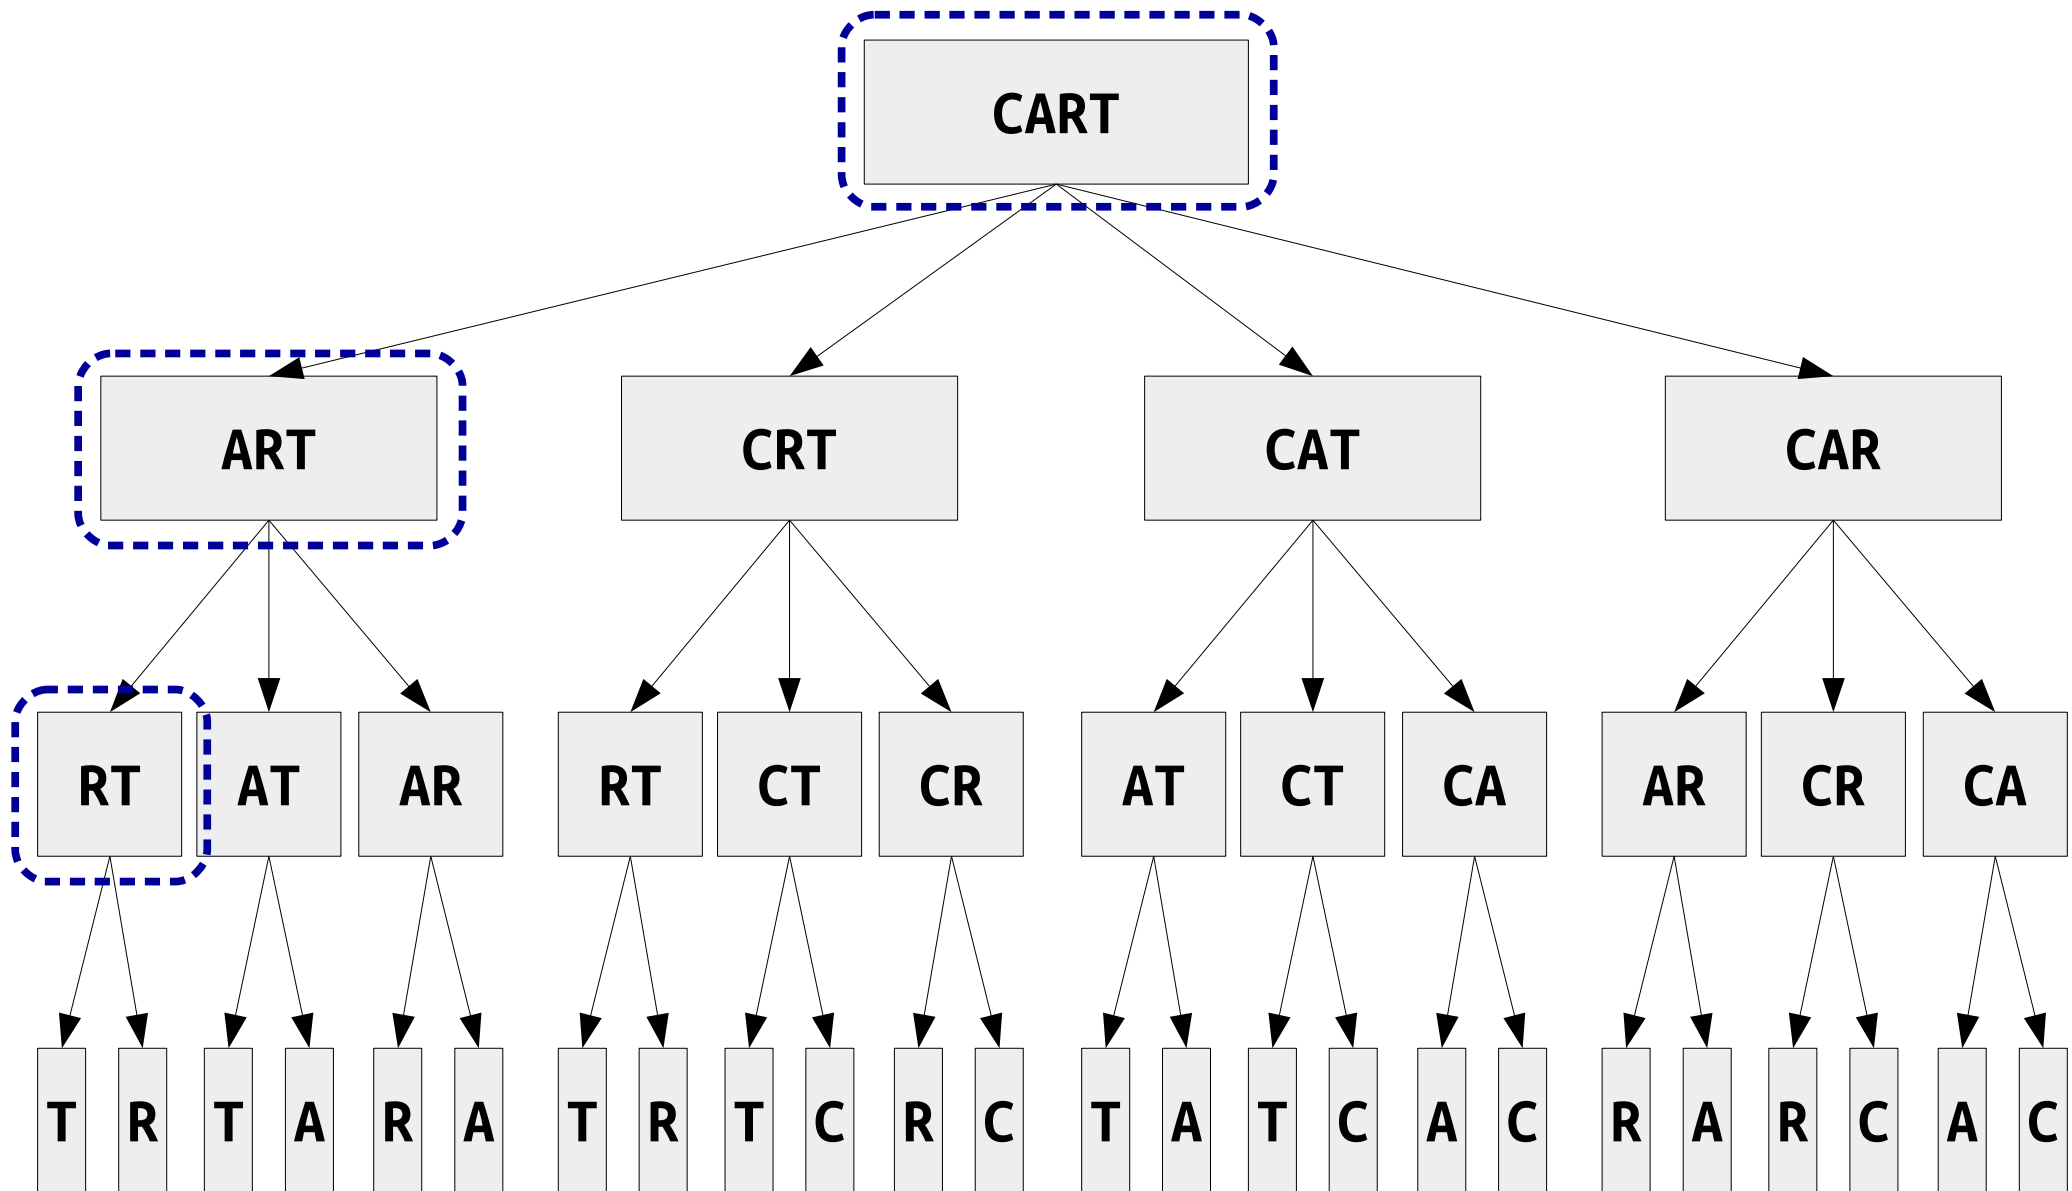 CART
ART CRT CAT CAR
RT AT AR RT CT CR AT CT CA AR CR CA
T R T A R A T R T C R C T A T C A C R A R C A C